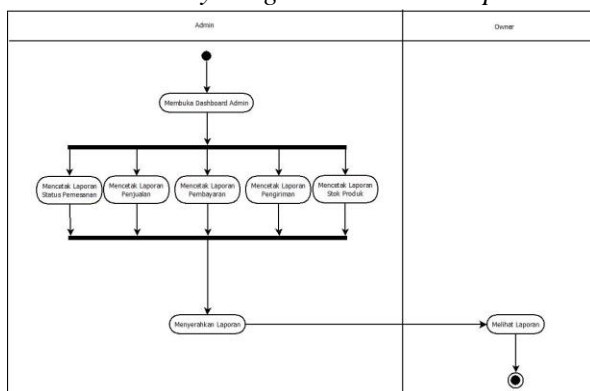 Admin
Owner
Membuka Dashboard Admin
Mencetak Laporan
Status Pemesanan
Mencetak Laporan
Penjualan
Mencetak Laporan
Pembayaran
Mencetak Laporan
Pengiriman
Mencetak Laporan
Stok Produk
Menyerahkan Laporan
Melihat Laporan